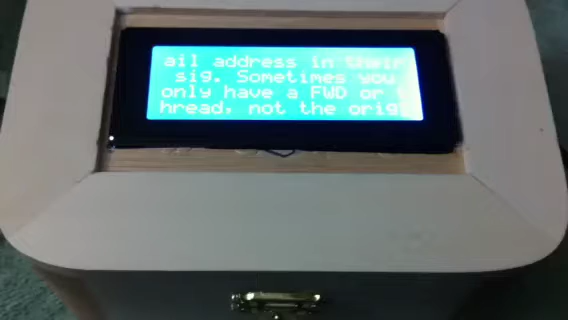 ail address in their
sig. Sometimes you
only have a FWD or
hread, not the orig